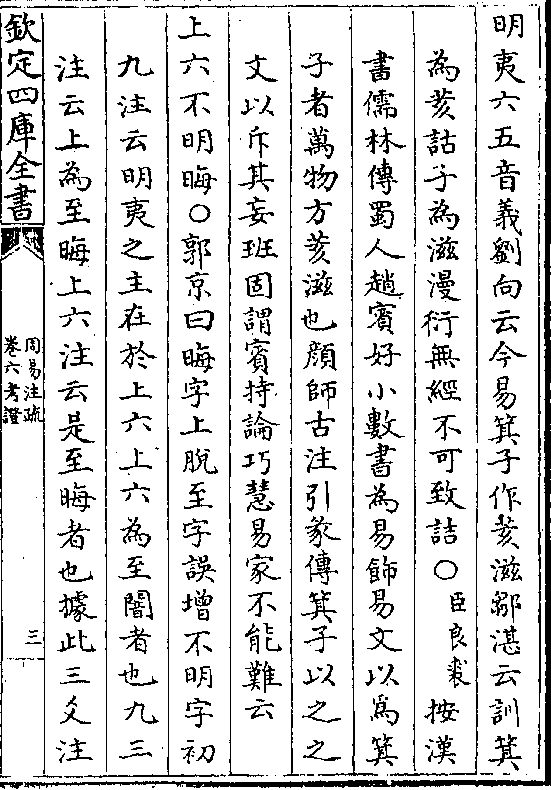 明夷六五音義劉向云今易箕子作荄滋鄒湛云訓箕
為荄詁子為滋漫衍無經不可致詰○臣良裘按漢
書儒林傳蜀人趙賓好小數書為易飾易文以為箕
子者萬物方荄滋也顔師古注引彖傳箕子以之之
文以斥其妄班固謂賓持論巧慧易家不能難云
上六不明晦○郭京曰晦字上脫至字誤增不明字初
九注云明夷之主在於上六上六為至闇者也九三
注云上為至晦上六注云是至晦者也據此三爻注
欽定四庫全書
周易注疏
卷六考證
三